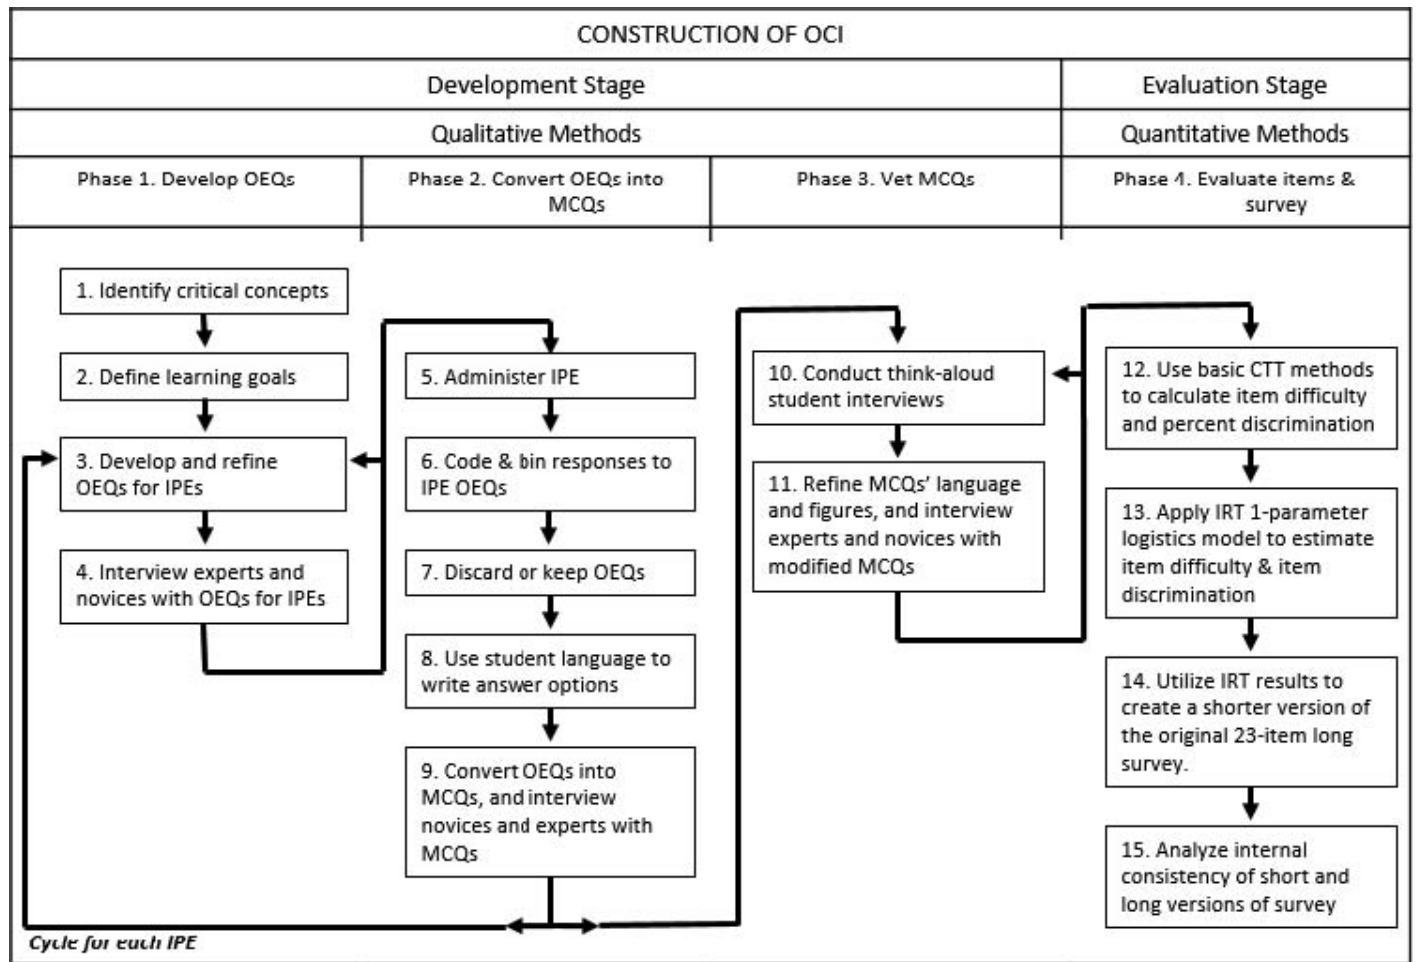 CONSTRUCTION OF OCI
Development Stage
Evaluation Stage
Qualitative Methods
Quantitative Methods
Phase 1. Develop OEQs
Phase 2. Convert OEQs into
MCQs
Phase 3. Vet MCQs
Phase 4. Evaluate items &
survey
1. Identify critical concepts
2. Define learning goals
3. Develop and refine
OEQs for IPEs
4. Interview experts and
novices with OEQs for IPEs
5. Administer IPE
6. Code & bin responses to
IPE OEQs
7. Discard or keep OEQs
8. Use student language to
write answer options
9. Convert OEQs into
MCQs, and interview
novices and experts with
MCQs
10. Conduct think-aloud
student interviews
11. Refine MCQs’ language
and figures, and interview
experts and novices with
modified MCQs
12. Use basic CTT methods
to calculate item difficulty
and percent discrimination
13. Apply IRT 1-parameter
logistics model to estimate
item difficulty & item
discrimination
14. Utilize IRT results to
create a shorter version of
the original 23-item long
survey.
15. Analyze internal
consistency of short and
long versions of survey
Cycle for each IPE